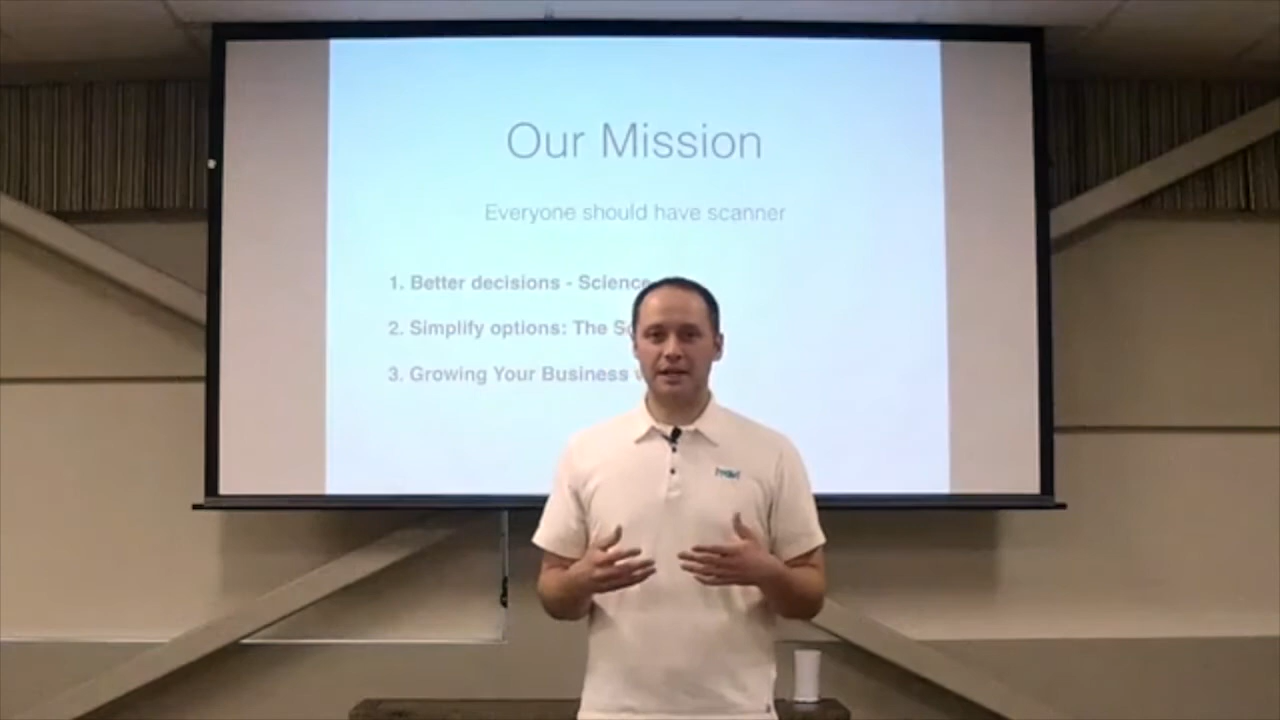 Our Mission
Everyone should have scanner
1. Better decisions - Science
2. Simplify options: The
3. Growing Your Business